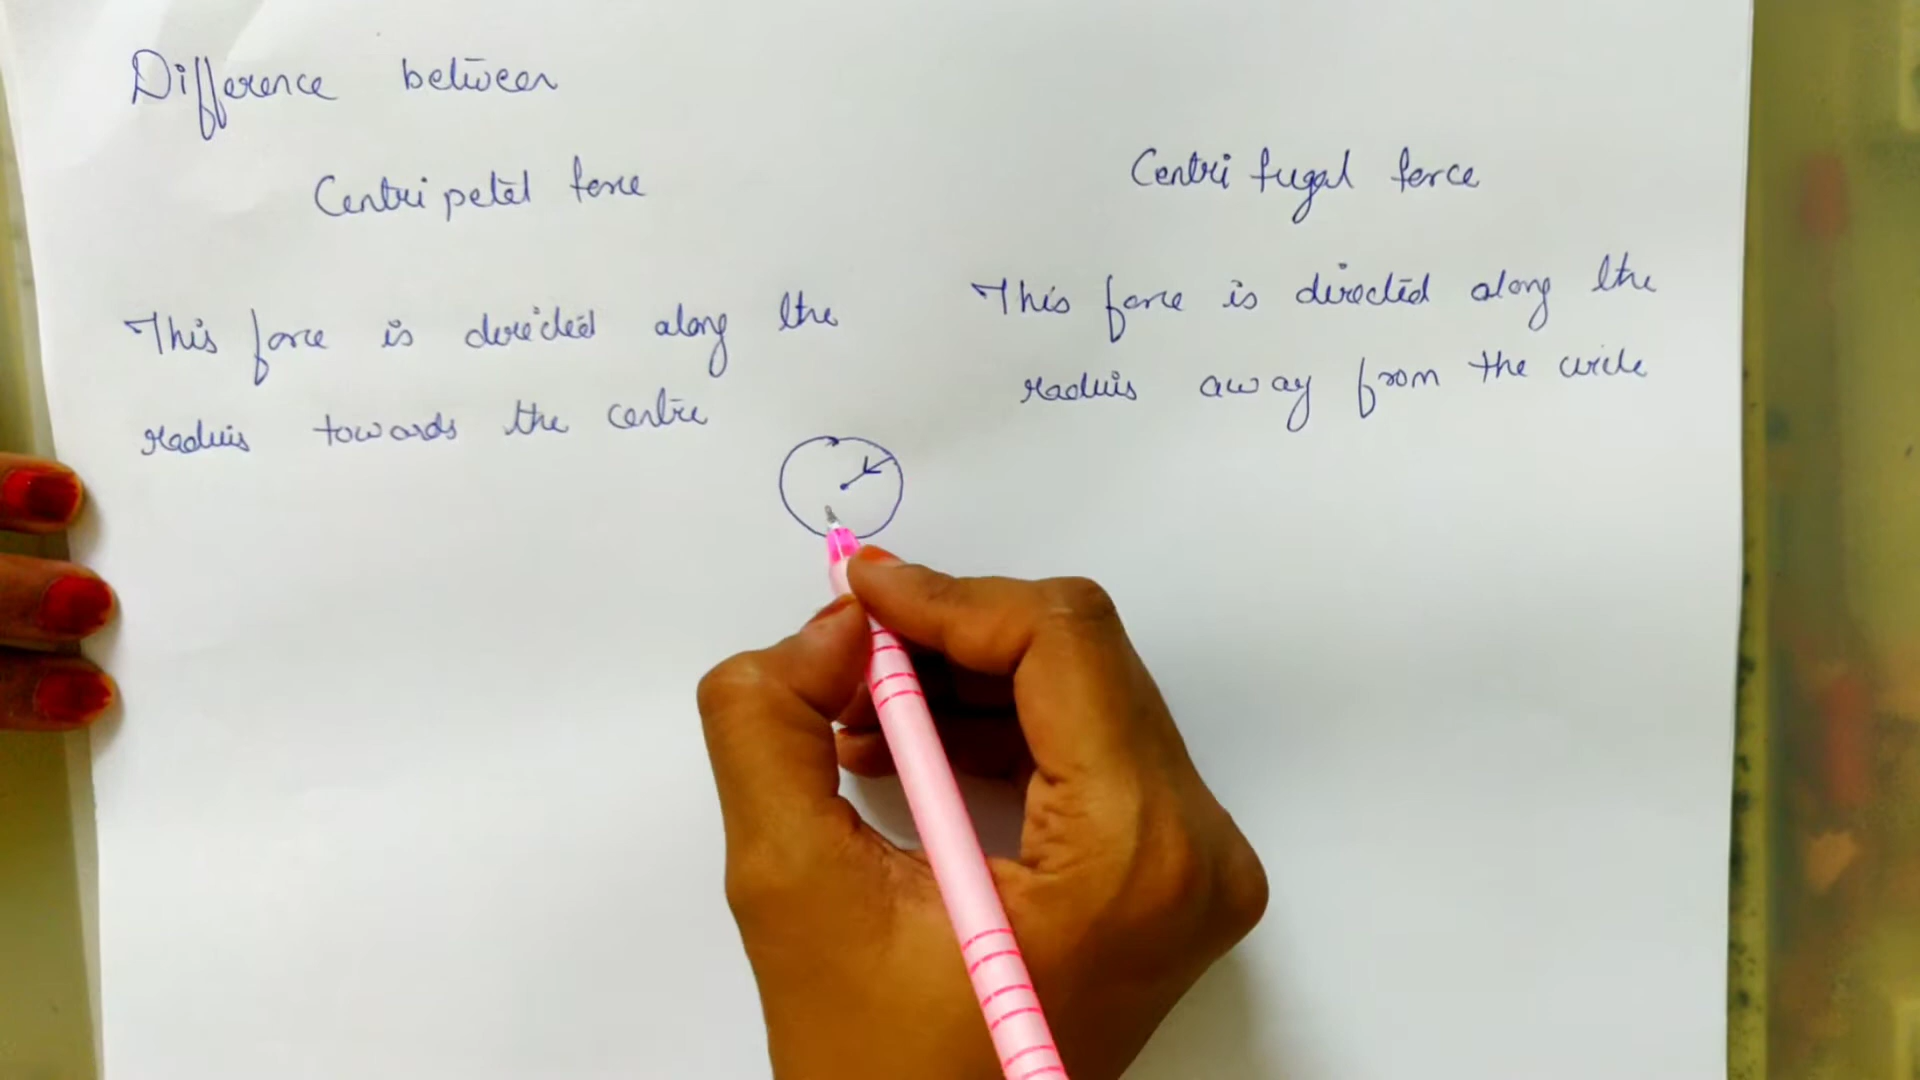 Difference between
Centripetal force
Centrifugal force
This force is directed along the
radius towards the centre
This force is directed along the
radius away from the circle